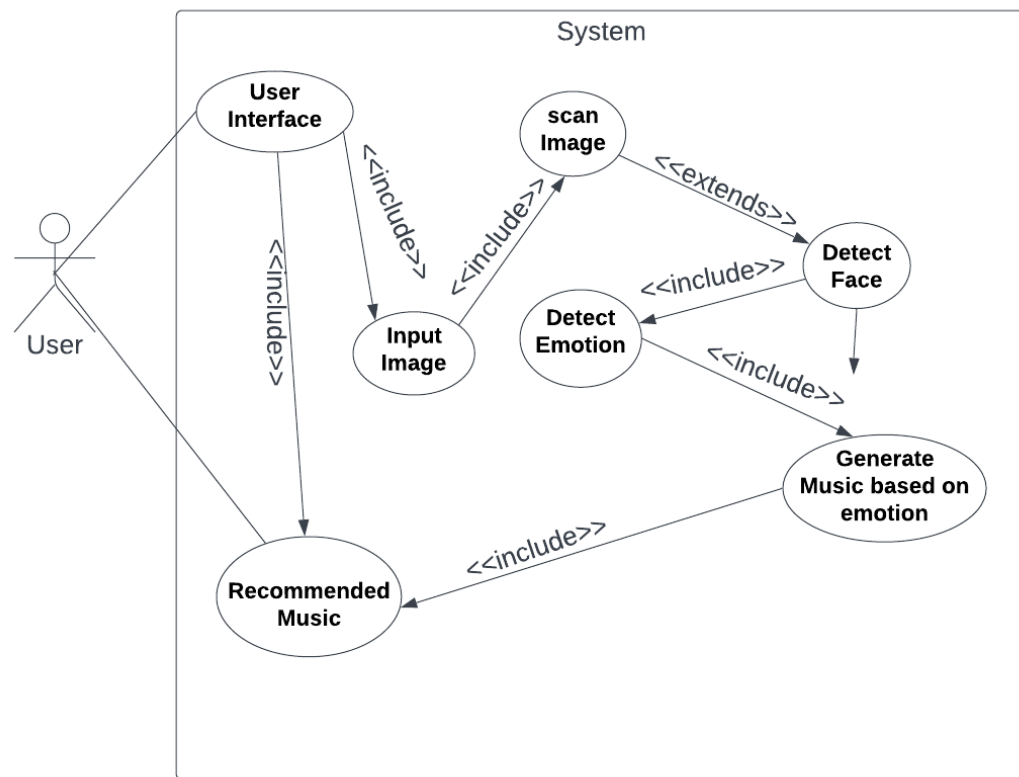 System
User
Interface
scan
Image
<<include>>
<<include>>
<<extends>>
<<include>>
Detect
Face
<<include>>
User
Input
Image
Detect
Emotion
<<include>>
Generate
Music based on
emotion
<<include>>
Recommended
Music